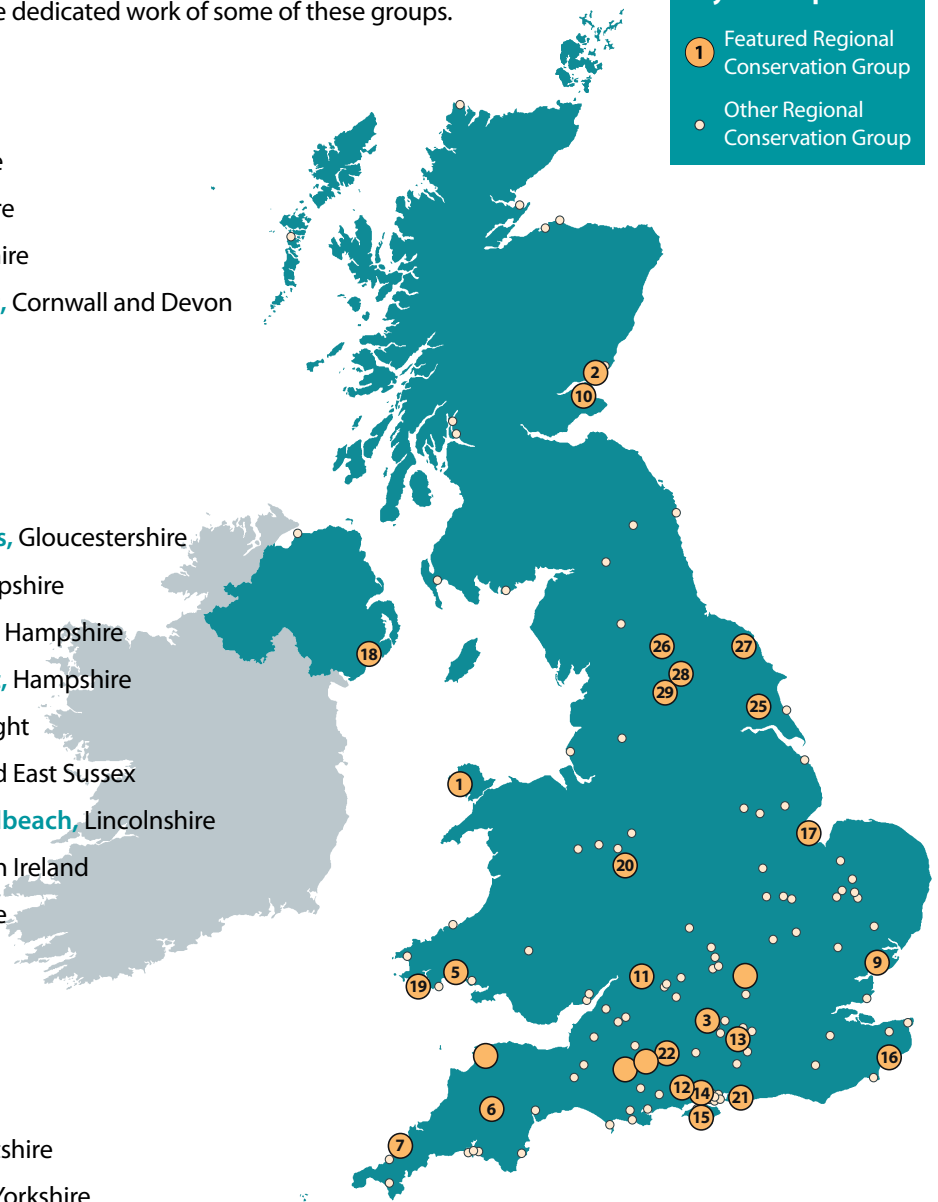 e dedicated work of some of these groups.
1 Featured Regional
Conservation Group
Other Regional
Conservation Group
e
re
ire
, Cornwall and Devon
s, Gloucestershire
pshire
Hampshire
, Hampshire
ght
d East Sussex
lbeach, Lincolnshire
n Ireland
e
shire
Yorkshire
2
10
18
26
27
28
29
25
1
17
20
5
19
11
9
3
13
22
16
12
14
21
15
6
7